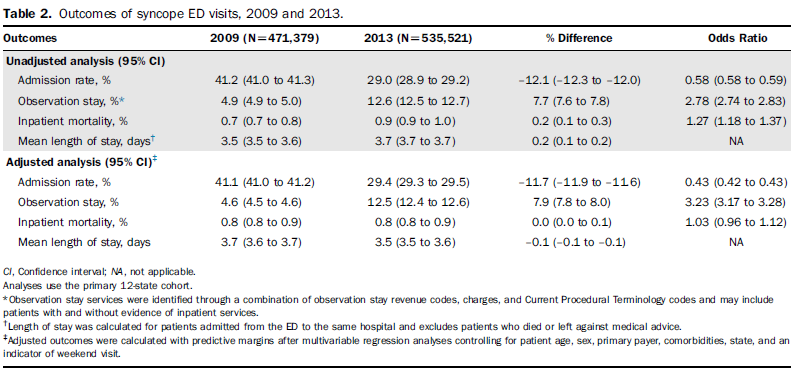 Table 2. Outcomes of syncope ED visits, 2009 and 2013.
Outcomes 2009 (N=471,379) 2013 (N=535,521) % Difference Odds Ratio
Unadjusted analysis (95% CI)
Admission rate, % 41.2 (41.0 to 41.3) 29.0 (28.9 to 29.2) –12.1 (–12.3 to –12.0) 0.58 (0.58 to 0.59)
Observation stay, %* 4.9 (4.9 to 5.0) 12.6 (12.5 to 12.7) 7.7 (7.6 to 7.8) 2.78 (2.74 to 2.83)
Inpatient mortality, % 0.7 (0.7 to 0.8) 0.9 (0.9 to 1.0) 0.2 (0.1 to 0.3) 1.27 (1.18 to 1.37)
Mean length of stay, days† 3.5 (3.5 to 3.6) 3.7 (3.7 to 3.7) 0.2 (0.1 to 0.2) NA
Adjusted analysis (95% CI)‡
Admission rate, % 41.1 (41.0 to 41.2) 29.4 (29.3 to 29.5) –11.7 (–11.9 to –11.6) 0.43 (0.42 to 0.43)
Observation stay, % 4.6 (4.5 to 4.6) 12.5 (12.4 to 12.6) 7.9 (7.8 to 8.0) 3.23 (3.17 to 3.28)
Inpatient mortality, % 0.8 (0.8 to 0.9) 0.8 (0.8 to 0.9) 0.0 (0.0 to 0.1) 1.03 (0.96 to 1.12)
Mean length of stay, days 3.7 (3.6 to 3.7) 3.5 (3.5 to 3.6) –0.1 (–0.1 to –0.1) NA
CI, Confidence interval; NA, not applicable.
Analyses use the primary 12-state cohort.
*Observation stay services were identified through a combination of observation stay revenue codes, charges, and Current Procedural Terminology codes and may include
patients with and without evidence of inpatient services.
†Length of stay was calculated for patients admitted from the ED to the same hospital and excludes patients who died or left against medical advice.
‡Adjusted outcomes were calculated with predictive margins after multivariable regression analyses controlling for patient age, sex, primary payer, comorbidities, state, and an
indicator of weekend visit.